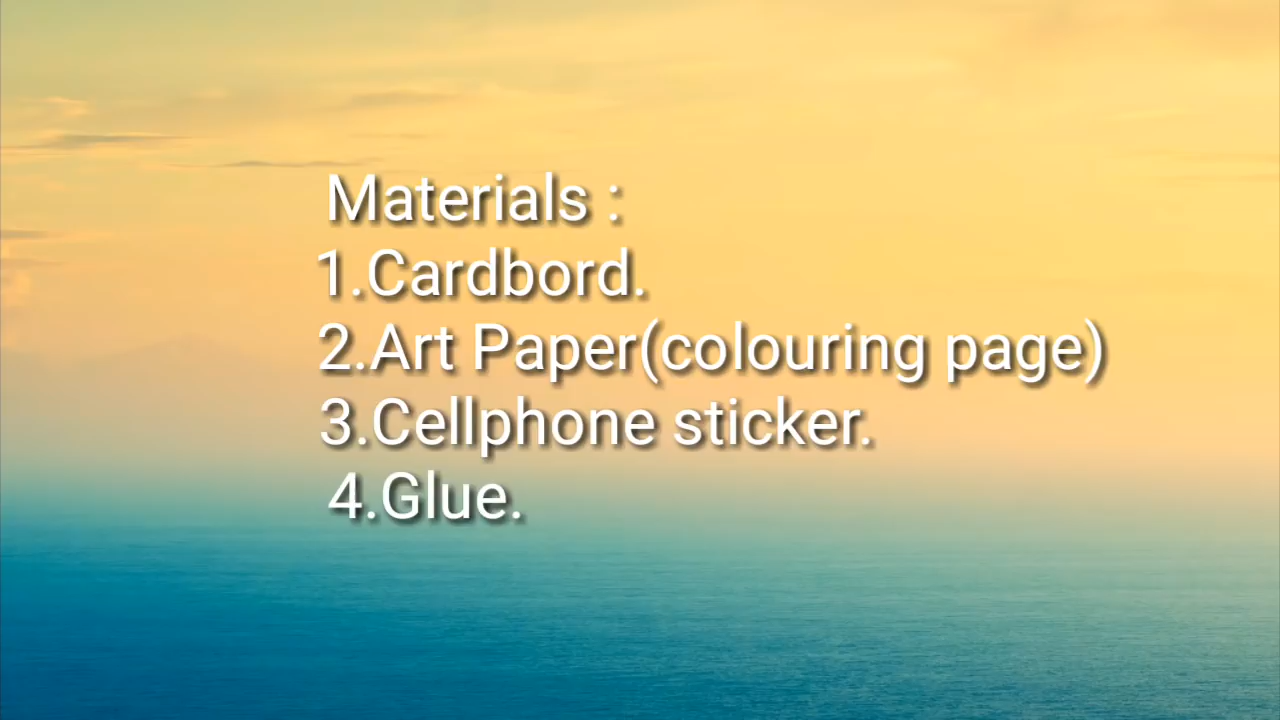 Materials :
1.Cardbord.
2.Art Paper(colouring page)
3.Cellphone sticker.
4.Glue.